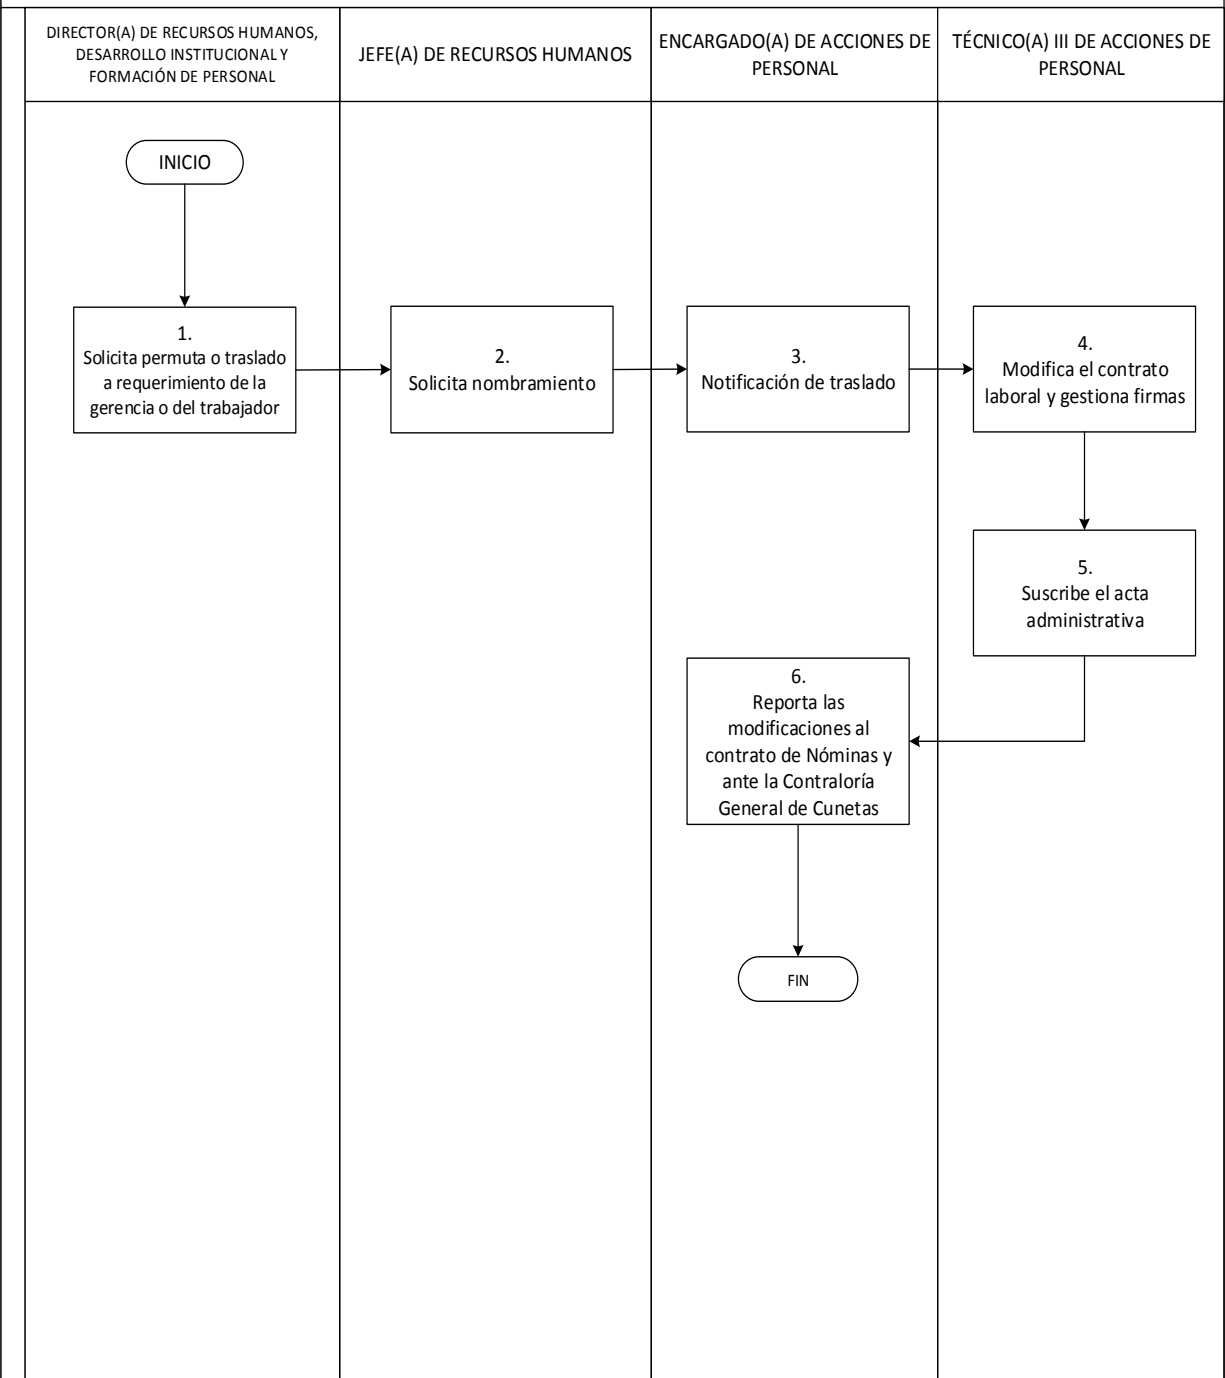 DIRECTOR(A) DE RECURSOS HUMANOS,
DESARROLLO INSTITUCIONAL Y
FORMACIÓN DE PERSONAL
JEFE(A) DE RECURSOS HUMANOS
ENCARGADO(A) DE ACCIONES DE
PERSONAL
TÉCNICO(A) III DE ACCIONES DE
PERSONAL
INICIO
1.
Solicita permuta o traslado
a requerimiento de la
gerencia o del trabajador
2.
Solicita nombramiento
3.
Notificación de traslado
4.
Modifica el contrato
laboral y gestiona firmas
5.
Suscribe el acta
administrativa
6.
Reporta las
modificaciones al
contrato de Nóminas y
ante la Contraloría
General de Cunetas
FIN